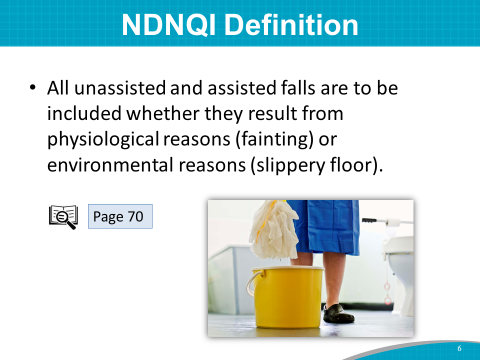 NDNQI Definition
• All unassisted and assisted falls are to be
included whether they result from
physiological reasons (fainting) or
environmental reasons (slippery floor).
Page 70
6